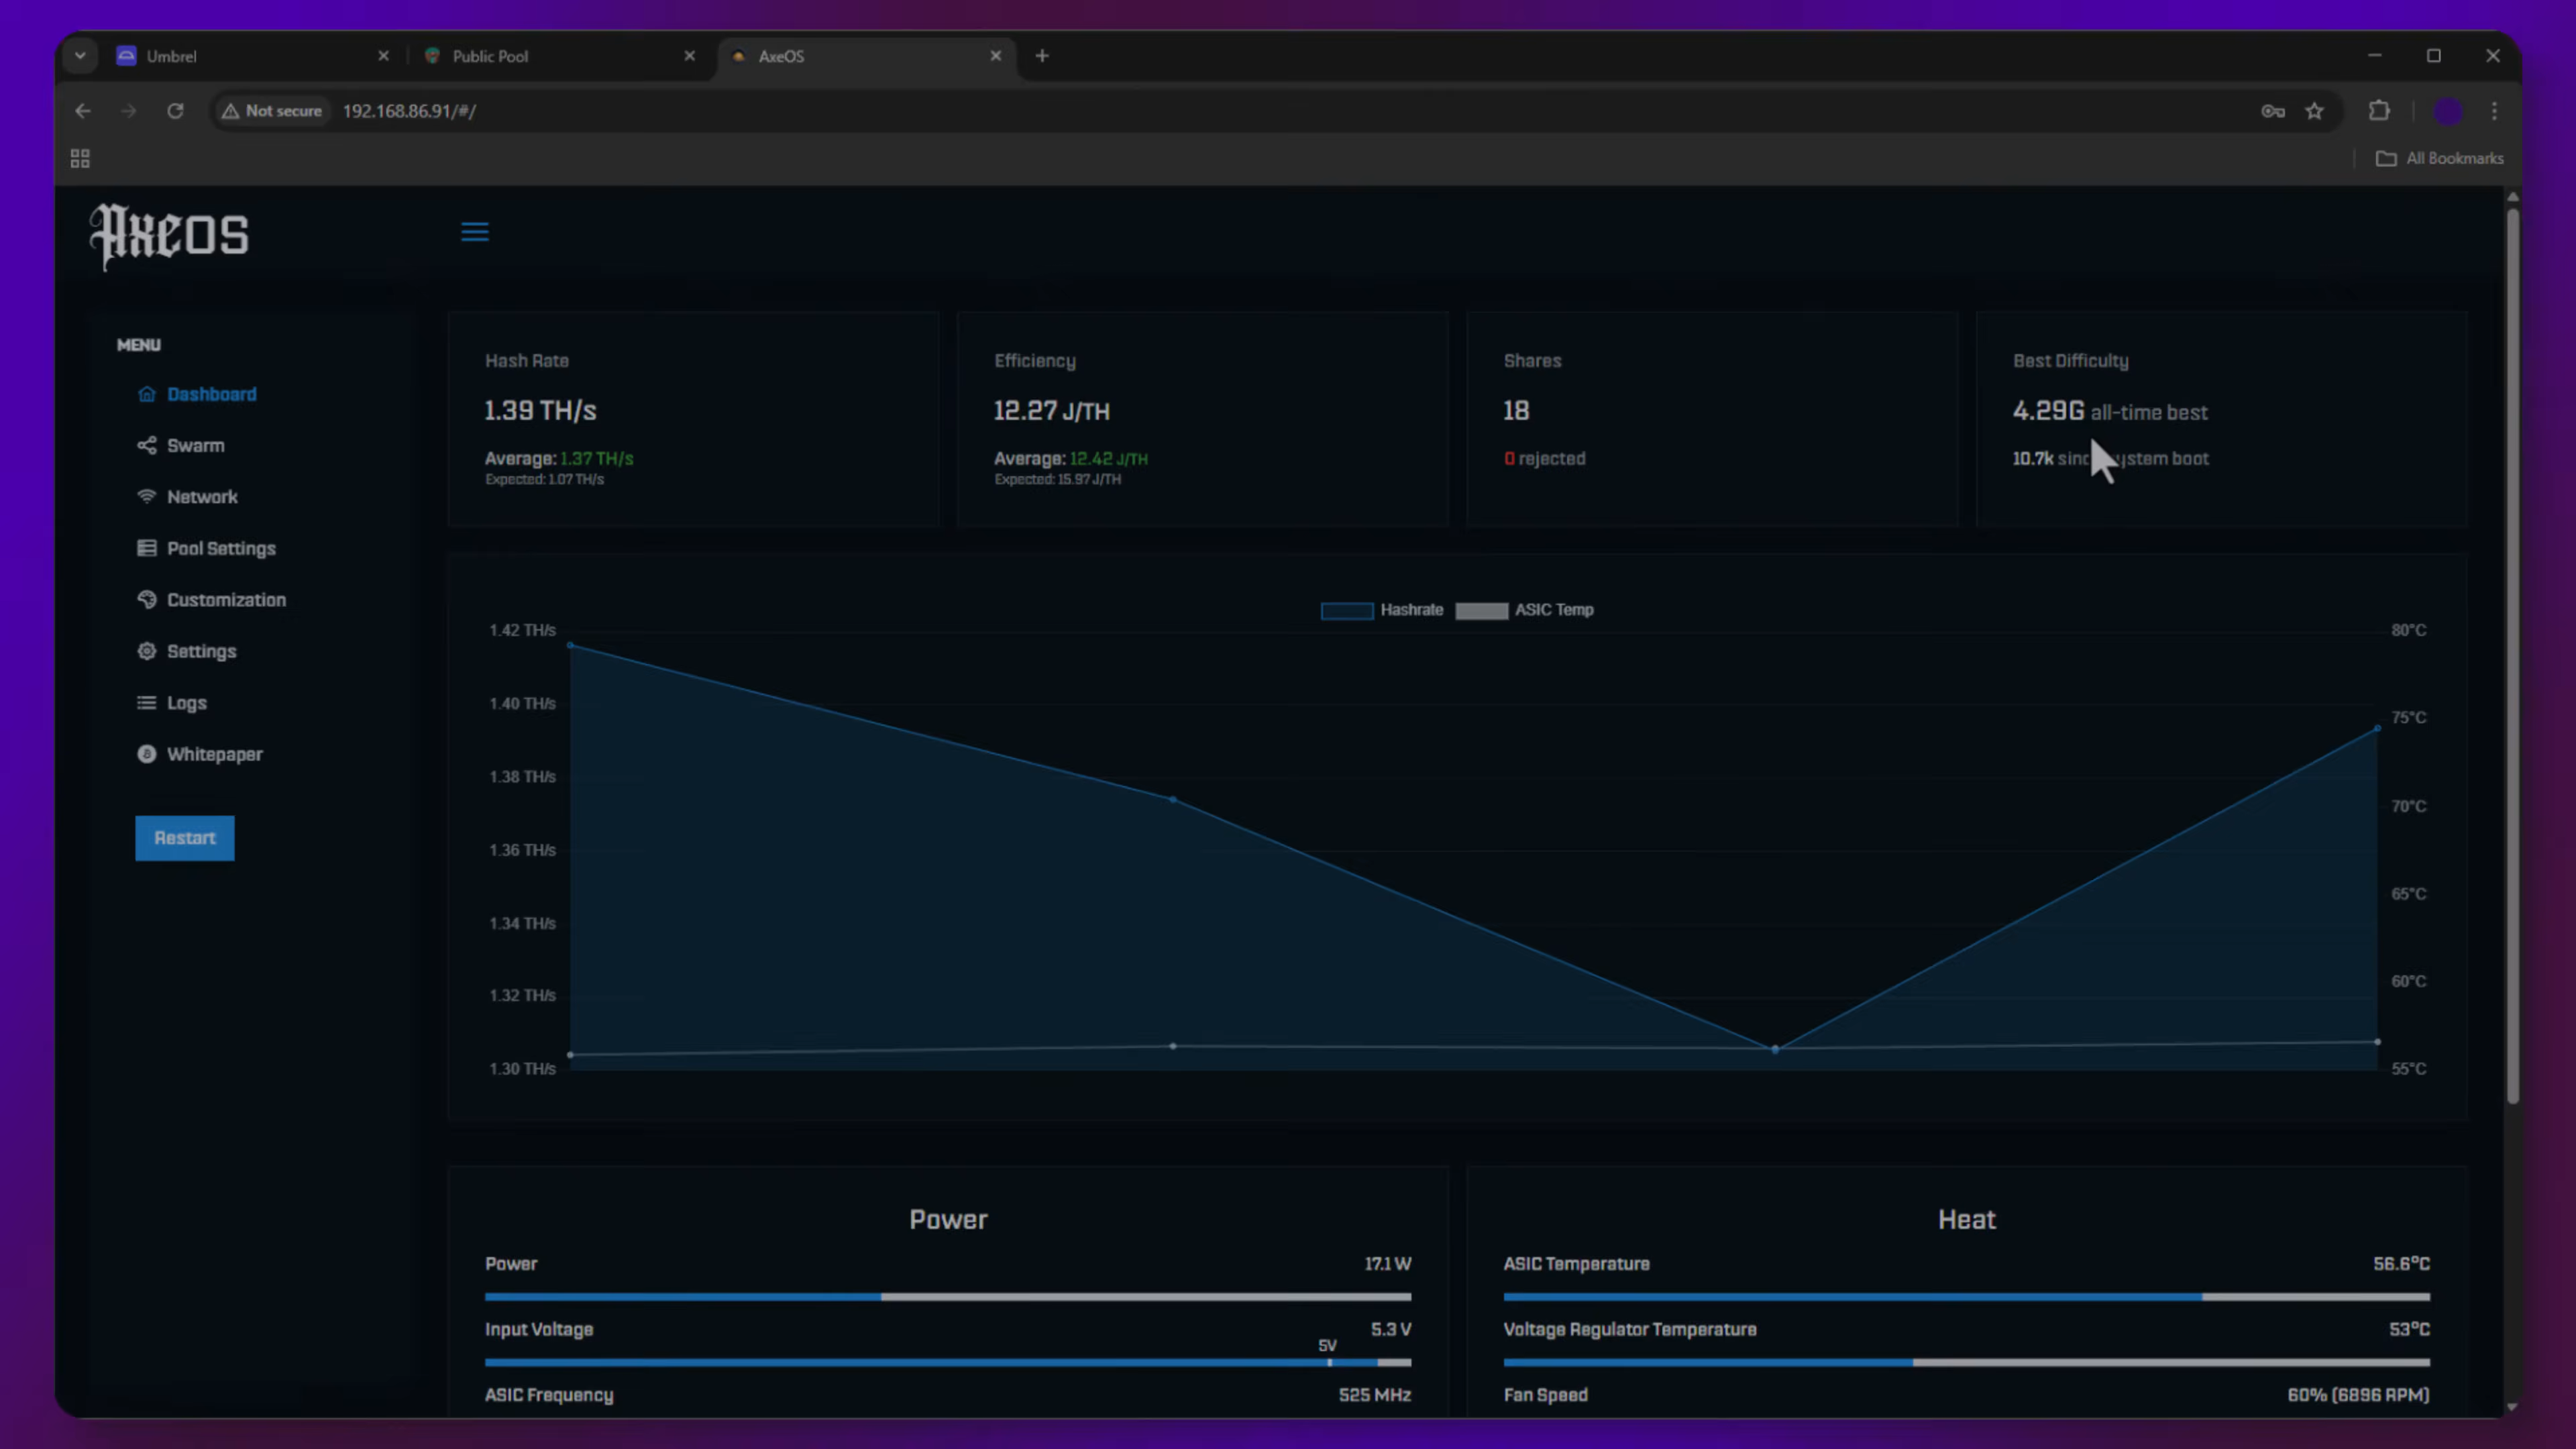 Umbrel
Public Pool
AxeOS
Not secure
192.168.86.91/#/
All Bookmarks
AxeOS
MENU
Dashboard
Swarm
Network
Pool Settings
Customization
Settings
Logs
Whitepaper
Restart
Hash Rate
1.39 TH/s
Average: 1.37 TH/s
Expected: 1.07 TH/s
Efficiency
12.27 J/TH
Average: 12.42 J/TH
Expected: 15.97 J/TH
Shares
18
0 rejected
Best Difficulty
4.29G all-time best
10.7k boot
Hashrate
ASIC Temp
1.42 TH/s
1.40 TH/s
1.38 TH/s
1.36 TH/s
1.34 TH/s
1.32 TH/s
1.30 TH/s
80°C
75°C
70°C
65°C
60°C
55°C
Power
Power
17.1 W
Input Voltage
5.3 V
5V
ASIC Frequency
525 MHz
Heat
ASIC Temperature
56.6°C
Voltage Regulator Temperature
53°C
Fan Speed
60% (6896 RPM)